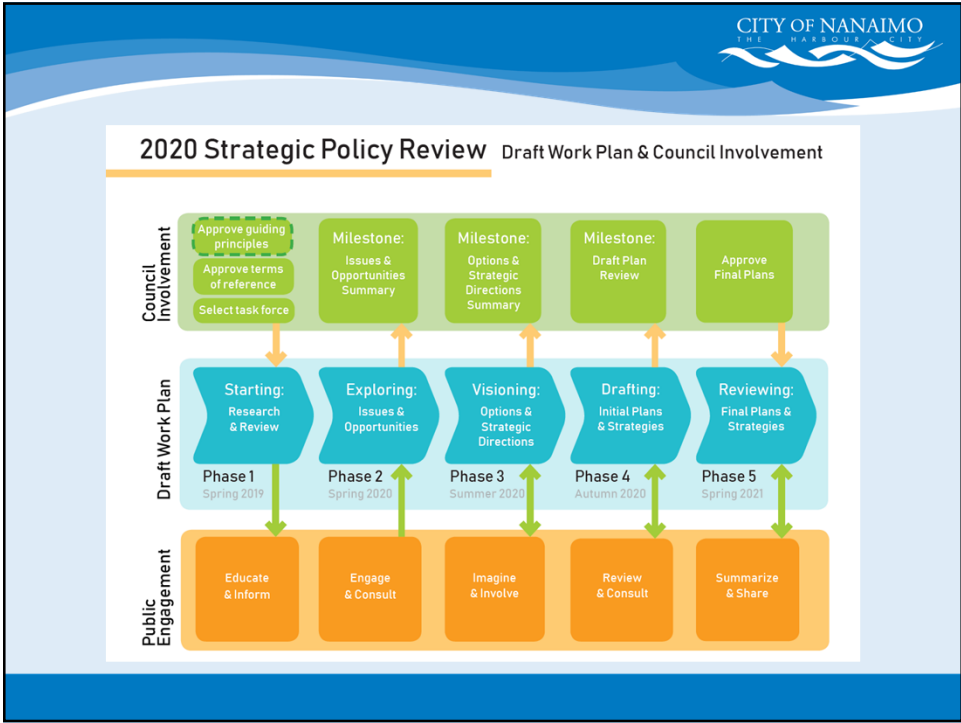 CITY OF NANAIMO
THE HARBOUR CITY
2020 Strategic Policy Review Draft Work Plan & Council Involvement
Council
Involvement
Approve guiding
principles
Approve terms
of reference
Select task force
Milestone:
Issues &
Opportunities
Summary
Milestone:
Options &
Strategic
Directions
Summary
Milestone:
Draft Plan
Review
Approve
Final Plans
Draft Work Plan
Starting:
Research
& Review
Exploring:
Issues &
Opportunities
Visioning:
Options &
Strategic
Directions
Drafting:
Initial Plans
& Strategies
Reviewing:
Final Plans &
Strategies
Phase 1
Spring 2019
Phase 2
Spring 2020
Phase 3
Summer 2020
Phase 4
Autumn 2020
Phase 5
Spring 2021
Public
Engagement
Educate
& Inform
Engage
& Consult
Imagine
& Involve
Review
& Consult
Summarize
& Share